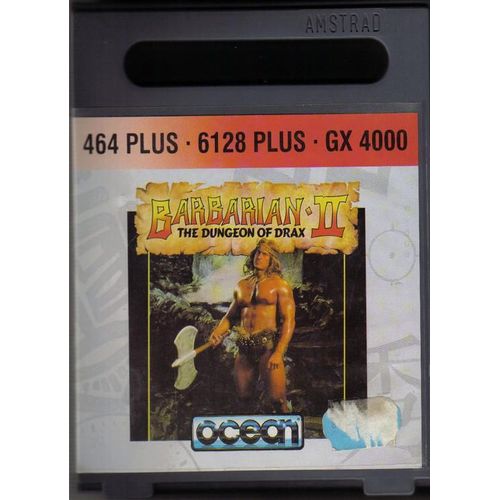 AMSTRAD
464 PLUS · 6128 PLUS · GX 4000
BARBARIAN · II
THE DUNGEON OF DRAX
ocean